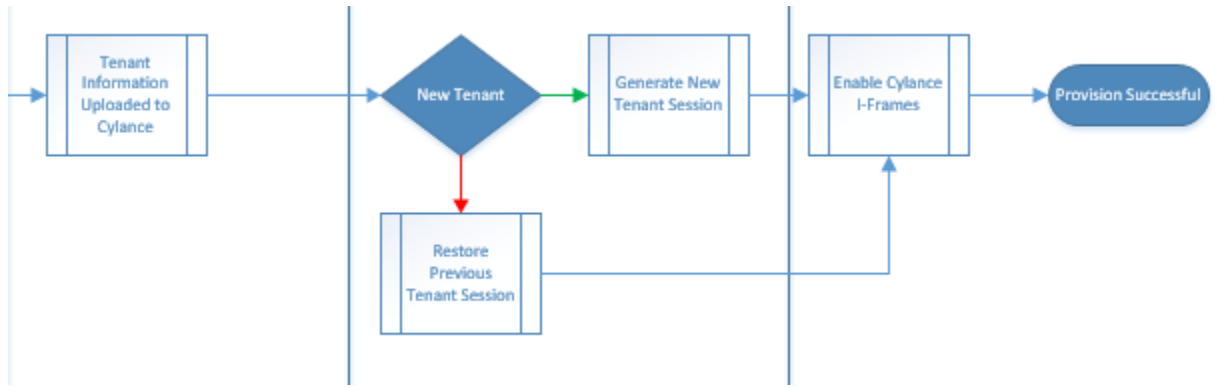 Tenant
Information
Uploaded to
Cylance
New Tenant
Generate New
Tenant Session
Enable Cylance
I-Frames
Provision Successful
Restore
Previous
Tenant Session